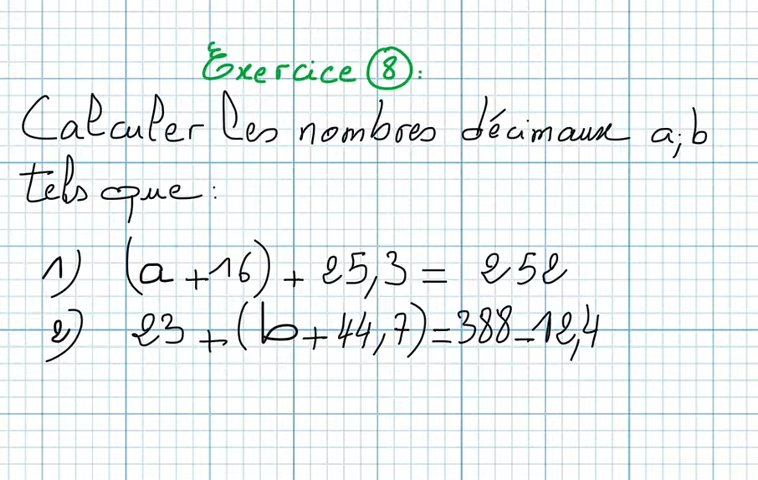 Exercice 8 :
Calculer les nombres décimaux a; b
tels que :
1) (a + 16) + 25,3 = 252
2) 23 + (b + 44,7) = 388 - 12,4